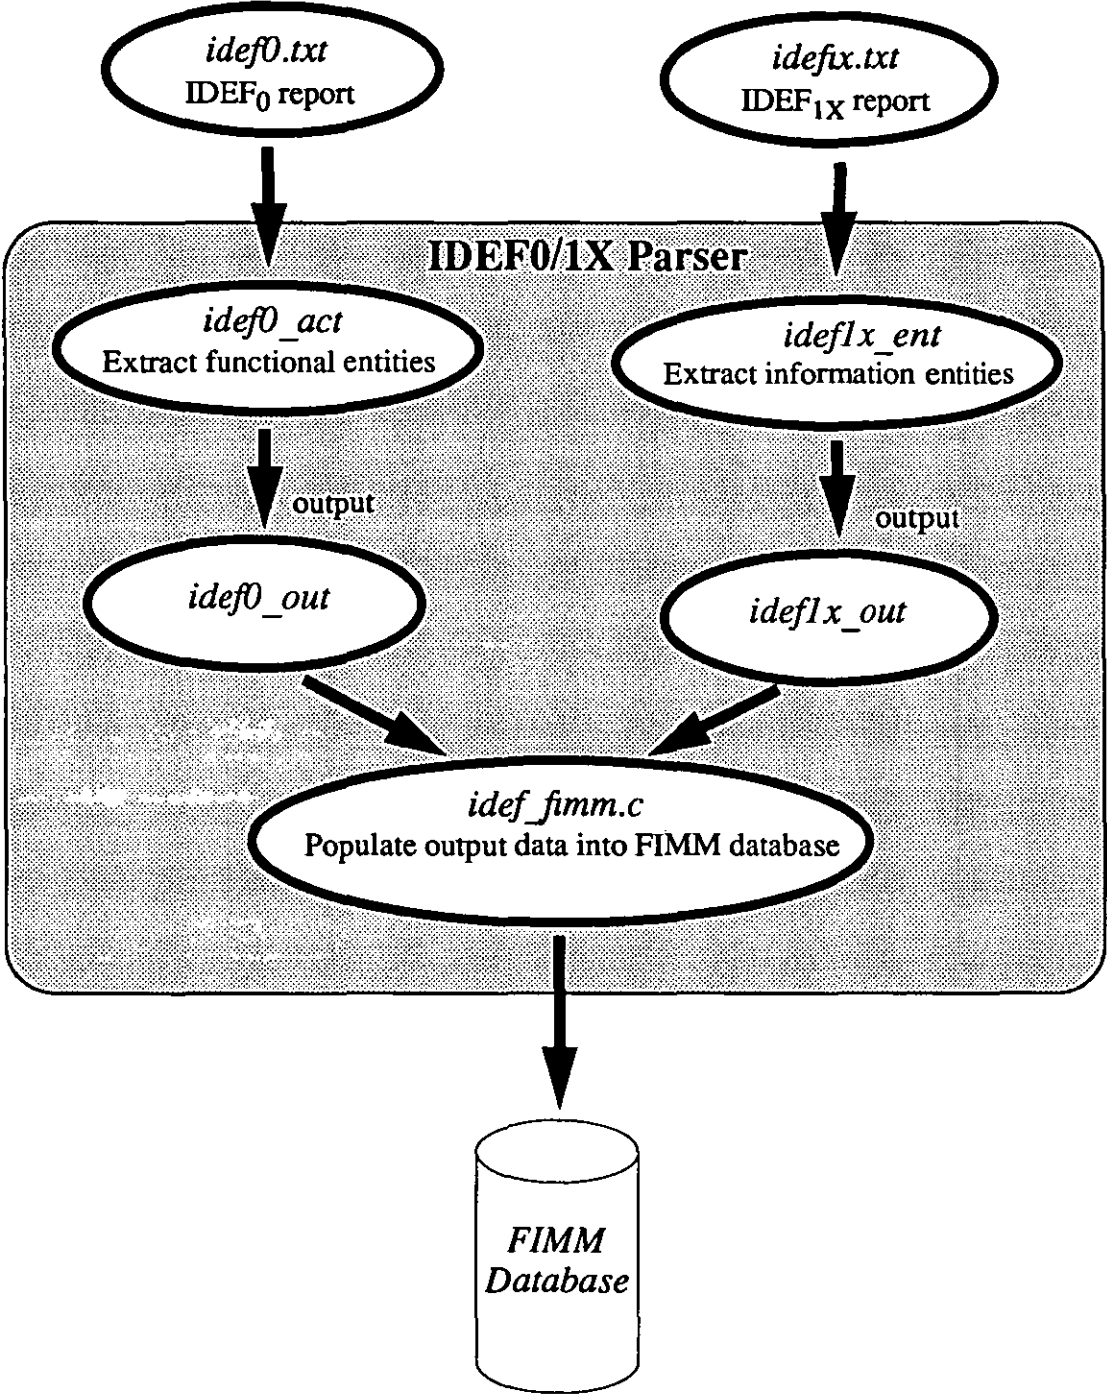 idef0.txt
IDEF0 report
idefix.txt
IDEF1X report
IDEF0/1X Parser
idef0_act
Extract functional entities
idef1x_ent
Extract information entities
output
output
idef0_out
idef1x_out
idef_fimm.c
Populate output data into FIMM database
FIMM
Database